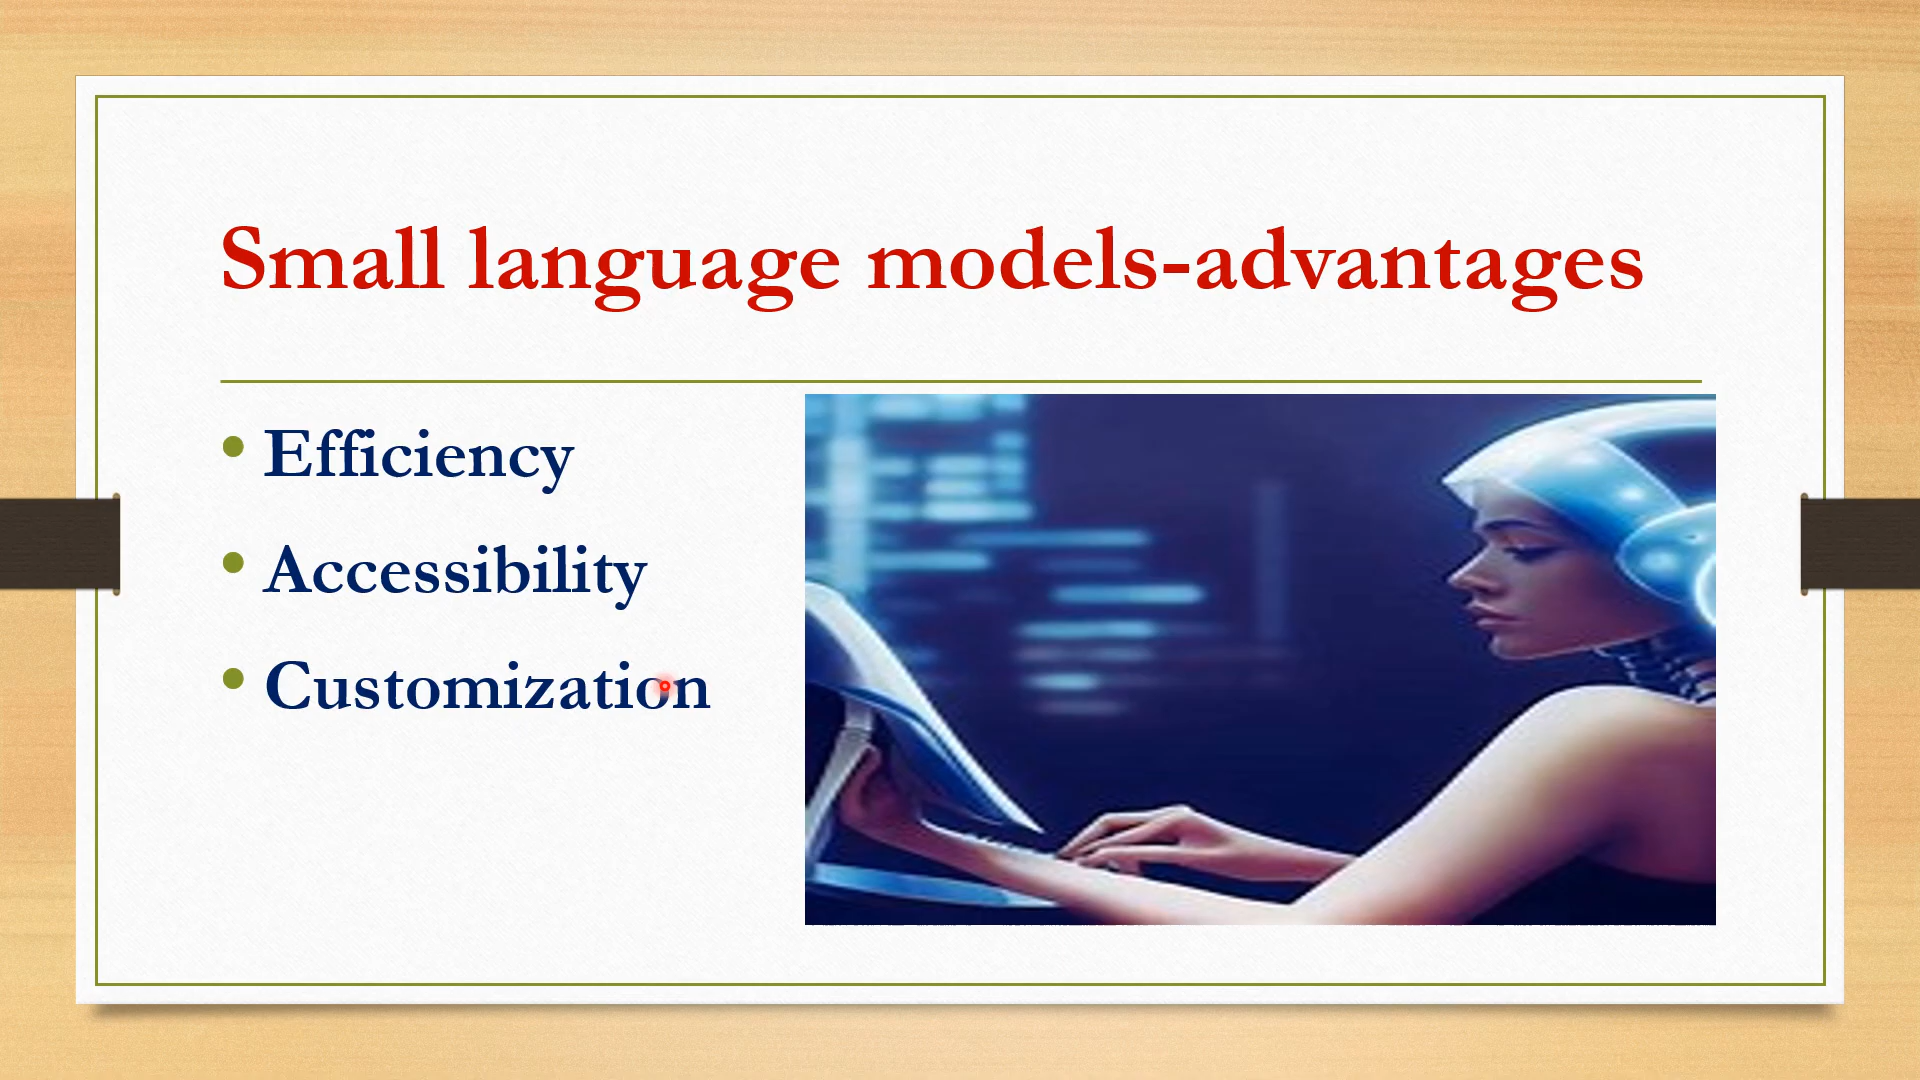 Small language models-advantages
• Efficiency
• Accessibility
• Customization